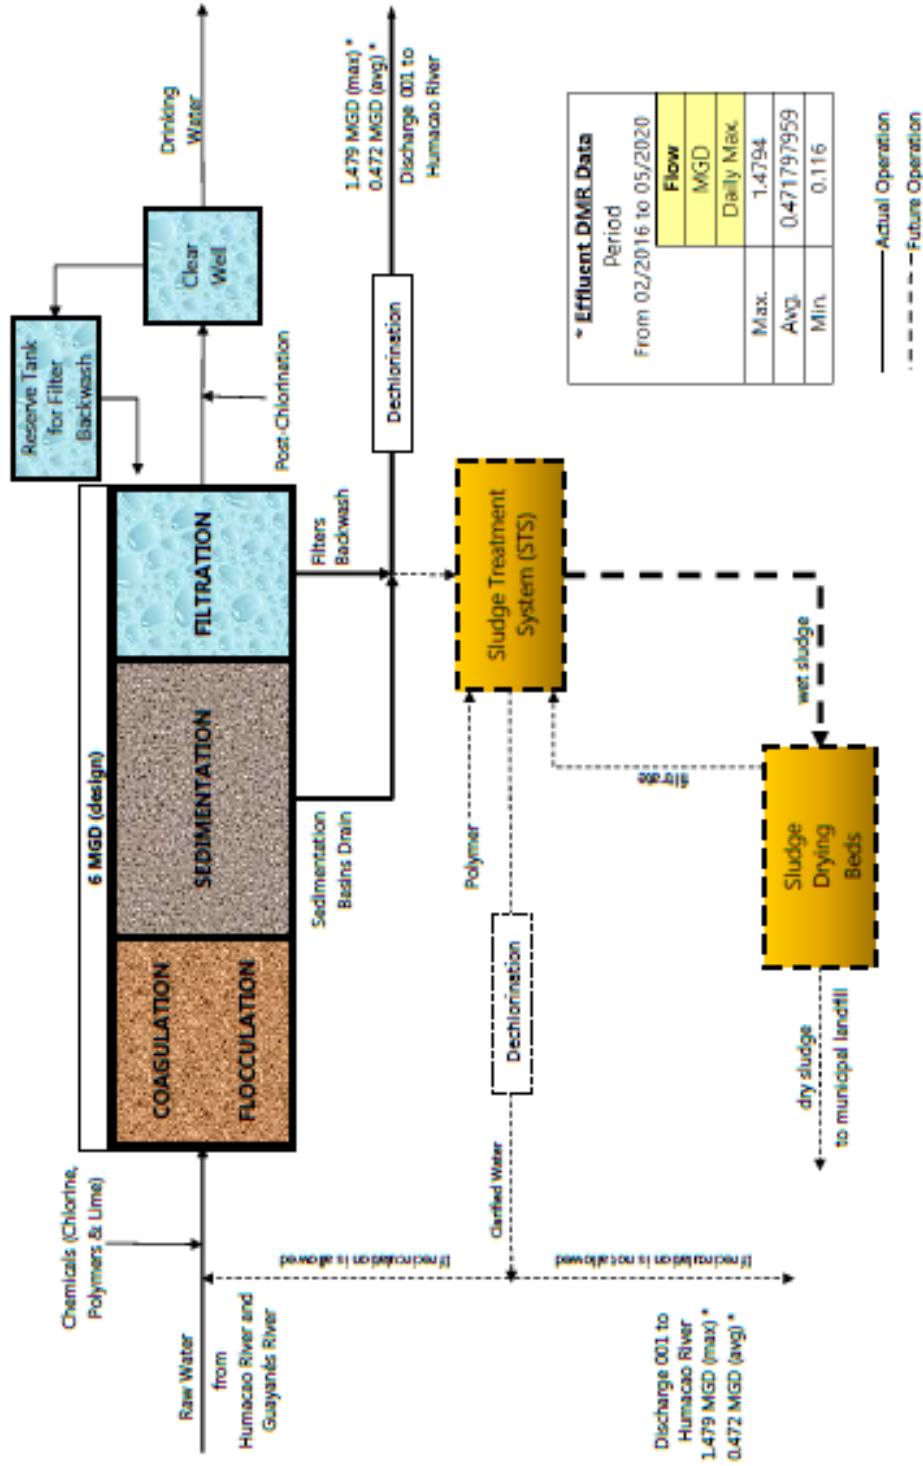 6 MGD (design)
Chemicals (Chlorine,
Polymers & Lime)
Raw Water
from
Humacao River and
Guayanés River
COAGULATION
FLOCCULATION
SEDIMENTATION
FILTRATION
Reserve Tank
for Filter
Backwash
Clear
Well
Drinking
Water
Post-Chlorination
Sedimentation
Basins Drain
Filters
Backwash
Dechlorination
1.479 MGD (max) *
0.472 MGD (avg) *
Discharge 001 to
Humacao River
If recirculation is allowed
If recirculation is not allowed
Clarified Water
Dechlorination
Polymer
Sludge Treatment
System (STS)
filtrate
wet sludge
Sludge
Drying
Beds
dry sludge
to municipal landfill
Discharge 001 to
Humacao River
1.479 MGD (max) *
0.472 MGD (avg) *
* Effluent DMR Data
Period
From 02/2016 to 05/2020
Flow
MGD
Daily Max.
Max. 1.4794
Avg. 0.471797959
Min. 0.116
Actual Operation
Future Operation